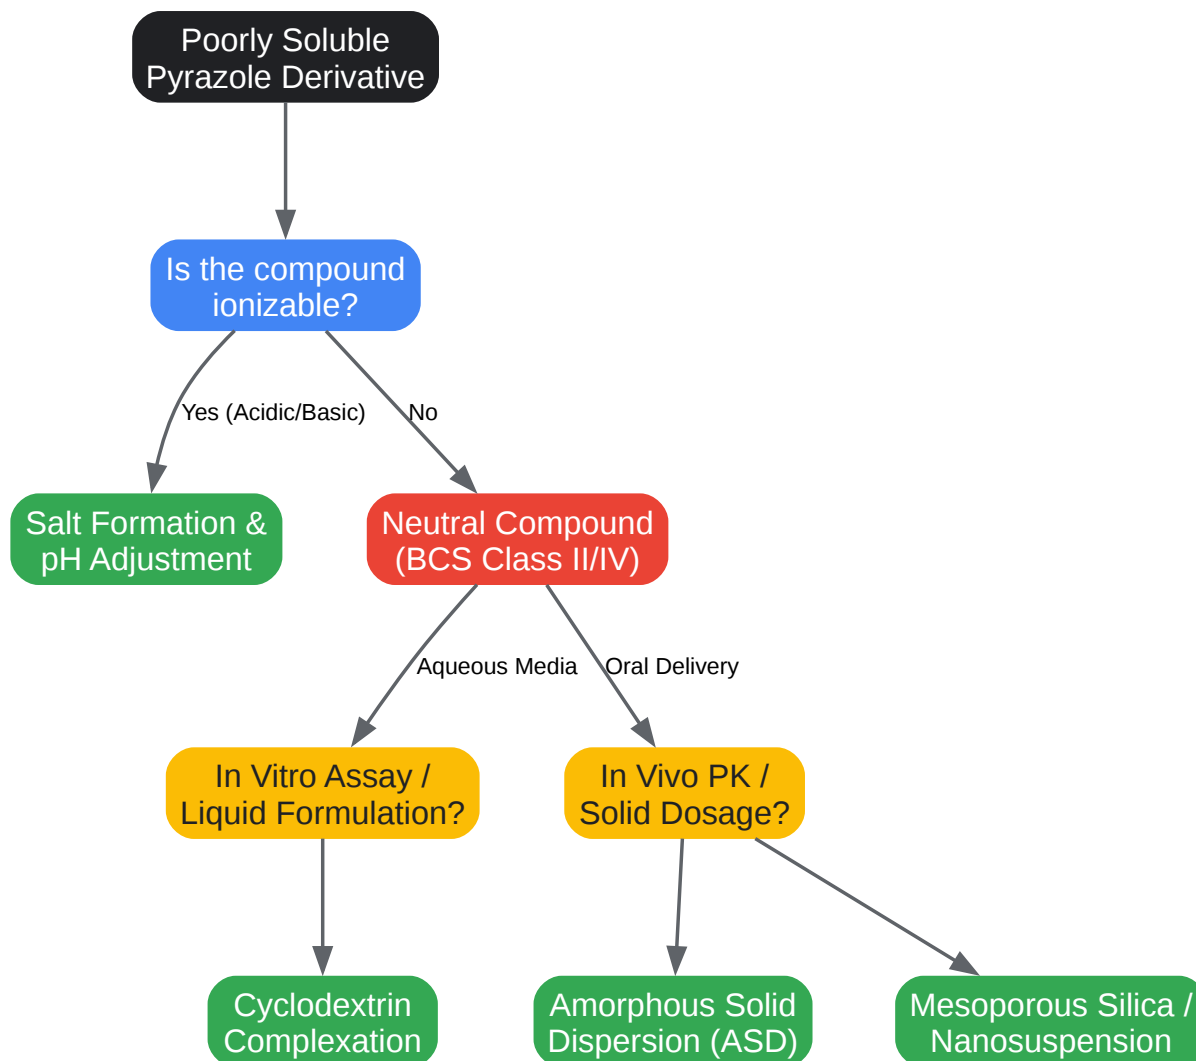 Poorly Soluble
Pyrazole Derivative
Is the compound
ionizable?
Yes (Acidic/Basic)
No
Salt Formation &
pH Adjustment
Neutral Compound
(BCS Class II/IV)
Aqueous Media
Oral Delivery
In Vitro Assay /
Liquid Formulation?
In Vivo PK /
Solid Dosage?
Cyclodextrin
Complexation
Amorphous Solid
Dispersion (ASD)
Mesoporous Silica /
Nanosuspension